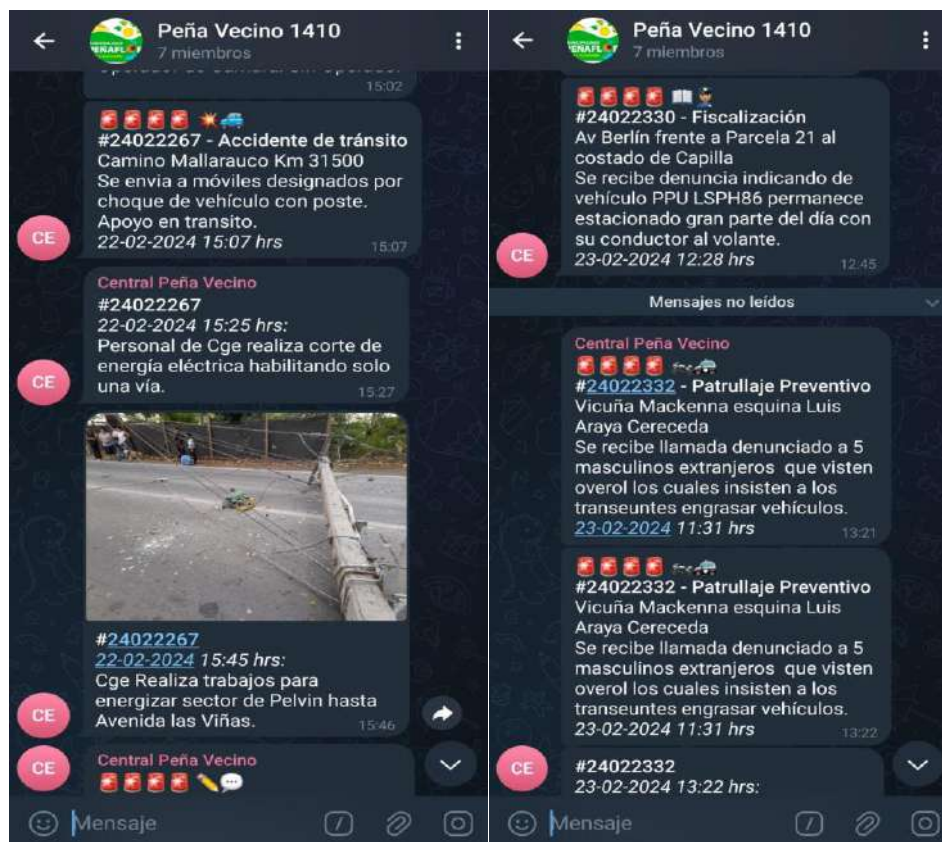 Peña Vecino 1410
7 miembros
15:02
#24022267 - Accidente de tránsito
Camino Mallarauco Km 31500
Se envia a móviles designados por
choque de vehículo con poste.
Apoyo en transito.
22-02-2024 15:07 hrs
15:07
CE
Central Peña Vecino
#24022267
22-02-2024 15:25 hrs:
Personal de Cge realiza corte de
energía eléctrica habilitando solo
una vía.
15:27
CE
#24022267
22-02-2024 15:45 hrs:
Cge Realiza trabajos para
energizar sector de Pelvin hasta
Avenida las Viñas.
15:46
CE
Central Peña Vecino
CE
Mensaje
Peña Vecino 1410
7 miembros
#24022330 - Fiscalización
Av Berlín frente a Parcela 21 al
costado de Capilla
Se recibe denuncia indicando de
vehículo PPU LSPH86 permanece
estacionado gran parte del día con
su conductor al volante.
23-02-2024 12:28 hrs
12:45
CE
Mensajes no leídos
Central Peña Vecino
#24022332 - Patrullaje Preventivo
Vicuña Mackenna esquina Luis
Araya Cereceda
Se recibe llamada denunciado a 5
masculinos extranjeros que visten
overol los cuales insisten a los
transeuntes engrasar vehículos.
23-02-2024 11:31 hrs
13:21
#24022332 - Patrullaje Preventivo
Vicuña Mackenna esquina Luis
Araya Cereceda
Se recibe llamada denunciado a 5
masculinos extranjeros que visten
overol los cuales insisten a los
transeuntes engrasar vehículos.
23-02-2024 11:31 hrs
13:22
CE
#24022332
23-02-2024 13:22 hrs:
Mensaje